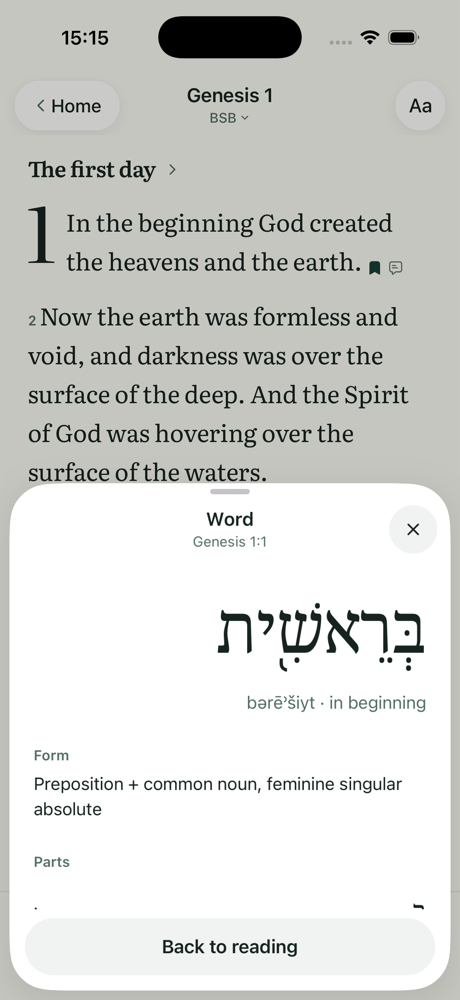 15:15
Home
Genesis 1
BSB
Aa
The first day
1 In the beginning God created
the heavens and the earth.
2 Now the earth was formless and
void, and darkness was over the
surface of the deep. And the Spirit
of God was hovering over the
surface of the waters.
Word
Genesis 1:1
בְּרֵאשִׁ֖ית
bərēʾšiyt · in beginning
Form
Preposition + common noun, feminine singular
absolute
Parts
Back to reading